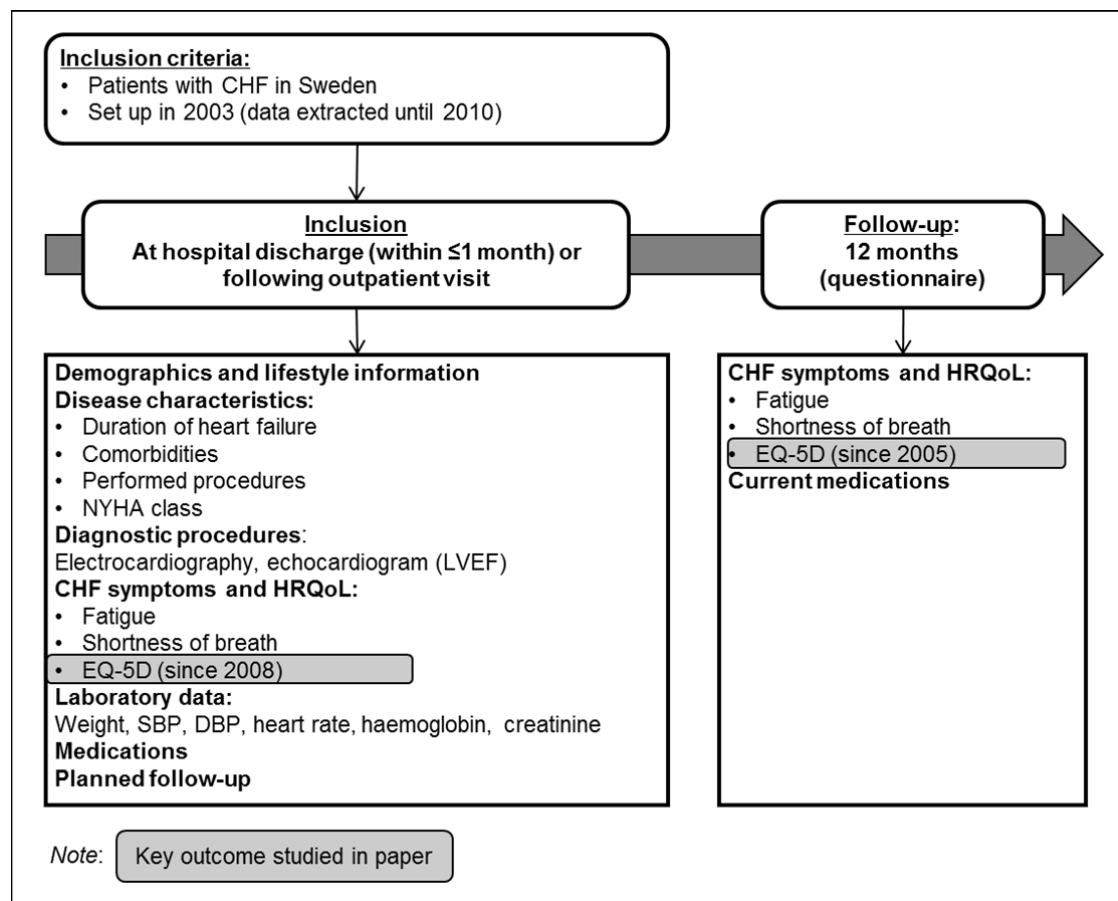 Inclusion criteria:
• Patients with CHF in Sweden
• Set up in 2003 (data extracted until 2010)
Inclusion
At hospital discharge (within ≤1 month) or
following outpatient visit
Follow-up:
12 months
(questionnaire)
Demographics and lifestyle information
Disease characteristics:
• Duration of heart failure
• Comorbidities
• Performed procedures
• NYHA class
Diagnostic procedures:
Electrocardiography, echocardiogram (LVEF)
CHF symptoms and HRQoL:
• Fatigue
• Shortness of breath
• EQ-5D (since 2008)
Laboratory data:
Weight, SBP, DBP, heart rate, haemoglobin, creatinine
Medications
Planned follow-up
CHF symptoms and HRQoL:
• Fatigue
• Shortness of breath
• EQ-5D (since 2005)
Current medications
Note: Key outcome studied in paper